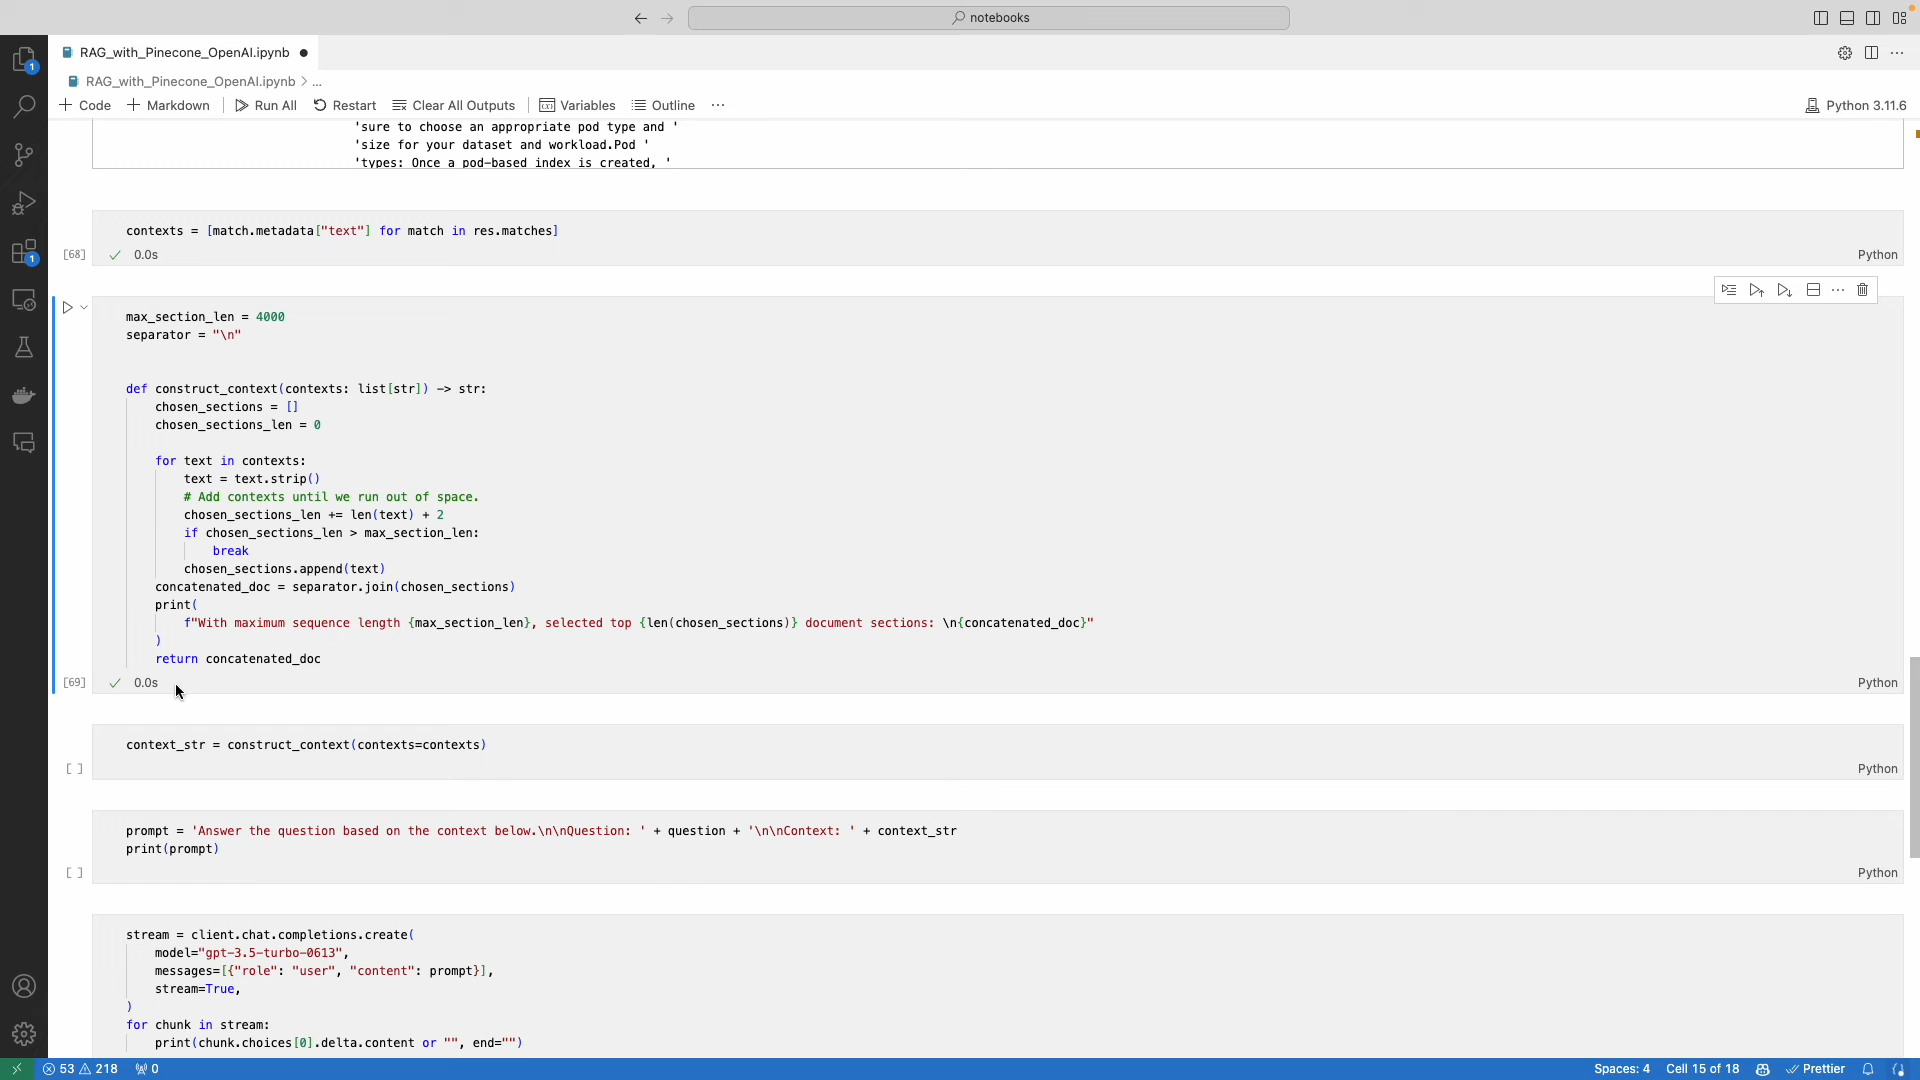 notebooks
RAG_with_Pinecone_OpenAI.ipynb
RAG_with_Pinecone_OpenAI.ipynb > ...
Code Markdown Run All Restart Clear All Outputs Variables Outline ... Python 3.11.6
'sure to choose an appropriate pod type and '
'size for your dataset and workload.Pod '
'types: Once a pod-based index is created, '
contexts = [match.metadata["text"] for match in res.matches]
[68] 0.0s Python
max_section_len = 4000
separator = "\n"
def construct_context(contexts: list[str]) -> str:
    chosen_sections = []
    chosen_sections_len = 0
    for text in contexts:
        text = text.strip()
        # Add contexts until we run out of space.
        chosen_sections_len += len(text) + 2
        if chosen_sections_len > max_section_len:
            break
        chosen_sections.append(text)
    concatenated_doc = separator.join(chosen_sections)
    print(
        f"With maximum sequence length {max_section_len}, selected top {len(chosen_sections)} document sections: \n{concatenated_doc}"
    )
    return concatenated_doc
[69] 0.0s Python
context_str = construct_context(contexts=contexts)
[ ] Python
prompt = 'Answer the question based on the context below.\n\nQuestion: ' + question + '\n\nContext: ' + context_str
print(prompt)
[ ] Python
stream = client.chat.completions.create(
    model="gpt-3.5-turbo-0613",
    messages=[{"role": "user", "content": prompt}],
    stream=True,
)
for chunk in stream:
    print(chunk.choices[0].delta.content or "", end="")
53 218 0 Spaces: 4 Cell 15 of 18 Prettier
1
1